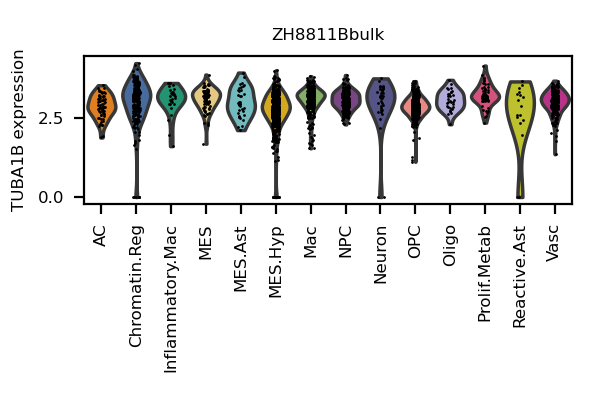 ZH8811Bbulk
TUBA1B expression
2.5
0.0
AC
Chromatin.Reg
Inflammatory.Mac
MES
MES.Ast
MES.Hyp
Mac
NPC
Neuron
OPC
Oligo
Prolif.Metab
Reactive.Ast
Vasc